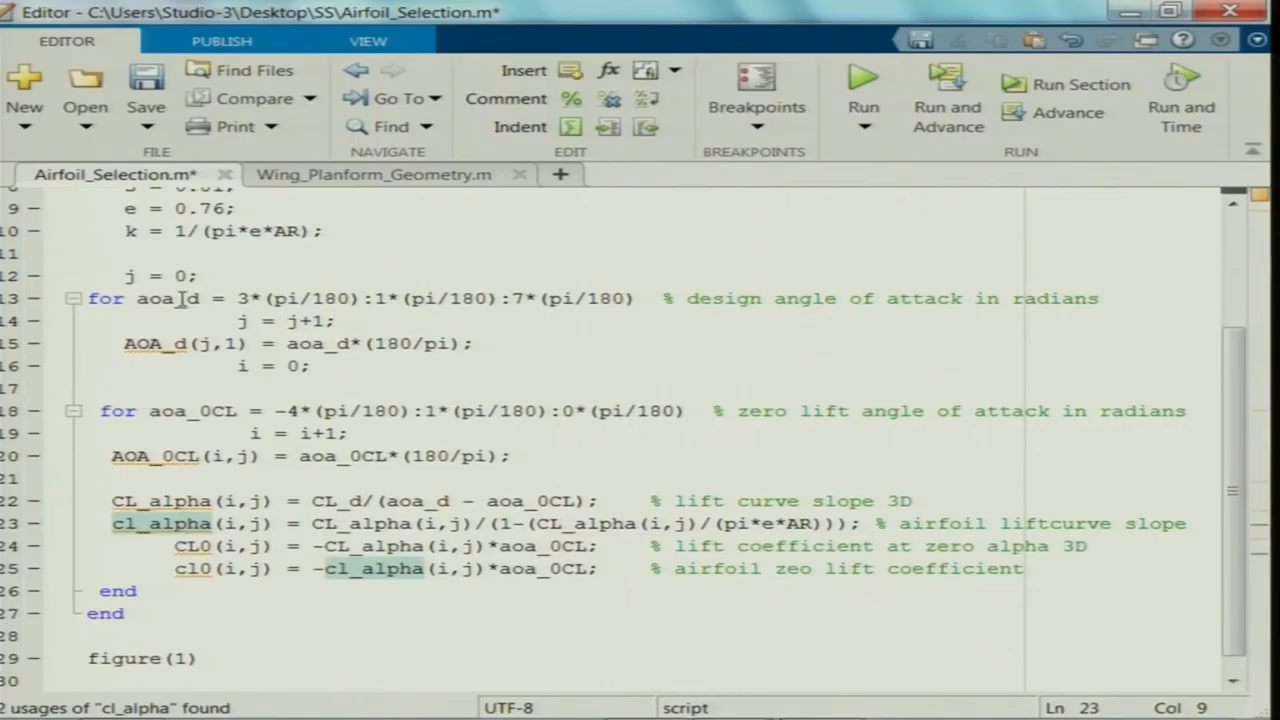 Editor - C:\Users\Studio-3\Desktop\SS\Airfoil_Selection.m*
EDITOR PUBLISH VIEW
New Open Save Find Files Compare Print
FILE
Go To Find
NAVIGATE
Insert fx
Comment
Indent
EDIT
Breakpoints
BREAKPOINTS
Run Run and Advance Run Section Advance Run and Time
RUN
Airfoil_Selection.m* Wing_Planform_Geometry.m
9 e = 0.76;
10 k = 1/(pi*e*AR);
11
12 j = 0;
13 for aoa_d = 3*(pi/180):1*(pi/180):7*(pi/180) % design angle of attack in radians
14 j = j+1;
15 AOA_d(j,1) = aoa_d*(180/pi);
16 i = 0;
17
18 for aoa_0CL = -4*(pi/180):1*(pi/180):0*(pi/180) % zero lift angle of attack in radians
19 i = i+1;
20 AOA_0CL(i,j) = aoa_0CL*(180/pi);
21
22 CL_alpha(i,j) = CL_d/(aoa_d - aoa_0CL); % lift curve slope 3D
23 cl_alpha(i,j) = CL_alpha(i,j)/(1-(CL_alpha(i,j)/(pi*e*AR))); % airfoil liftcurve slope
24 CL0(i,j) = -CL_alpha(i,j)*aoa_0CL; % lift coefficient at zero alpha 3D
25 cl0(i,j) = -cl_alpha(i,j)*aoa_0CL; % airfoil zeo lift coefficient
26 end
27 end
28
29 figure(1)
30
2 usages of "cl_alpha" found UTF-8 script Ln 23 Col 9